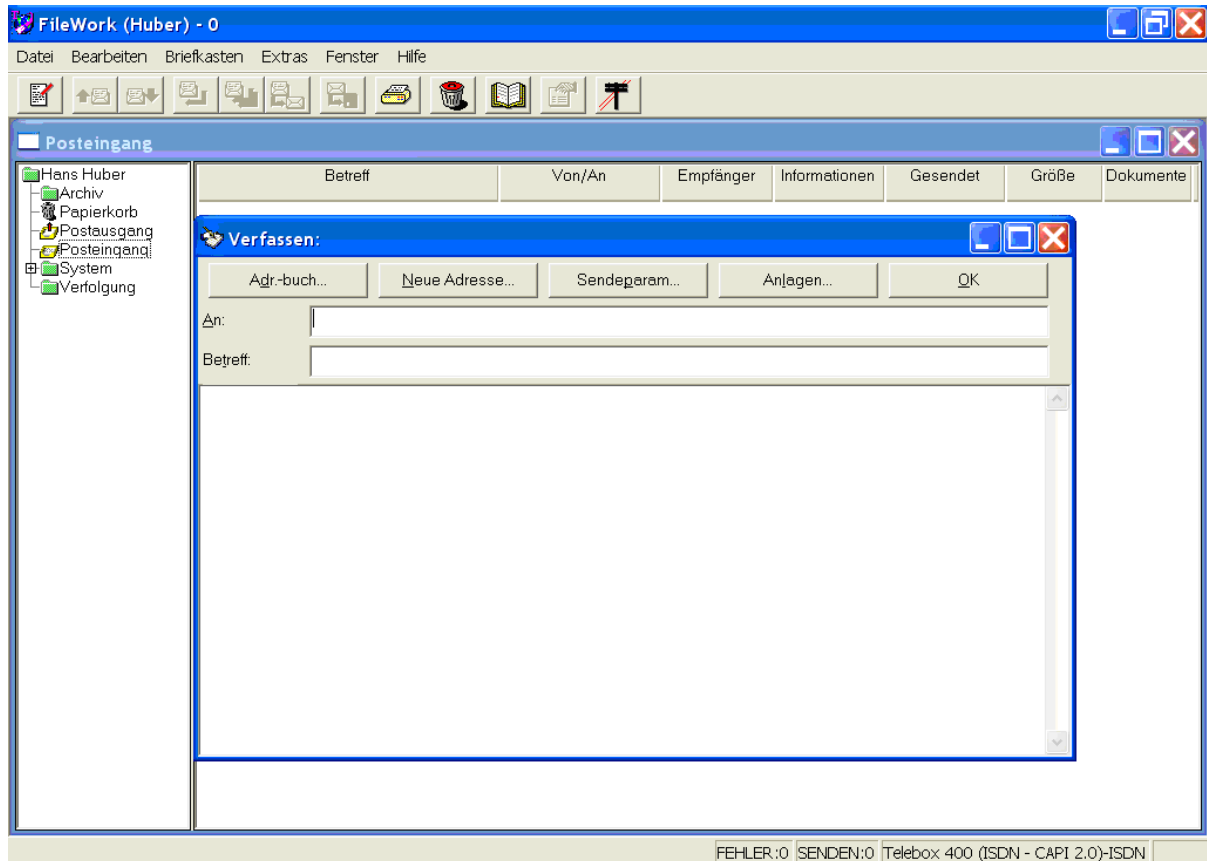 FileWork (Huber) - 0
Datei Bearbeiten Briefkasten Extras Fenster Hilfe
Posteingang
Hans Huber
Archiv
Papierkorb
Postausgang
Posteingang
System
Verfolgung
Betreff Von/An Empfänger Informationen Gesendet Größe Dokumente
Verfassen:
Adr.-buch... Neue Adresse... Sendeparam... Anlagen... OK
An:
Betreff:
FEHLER:0 SENDEN:0 Telebox 400 (ISDN - CAPI 2.0)-ISDN